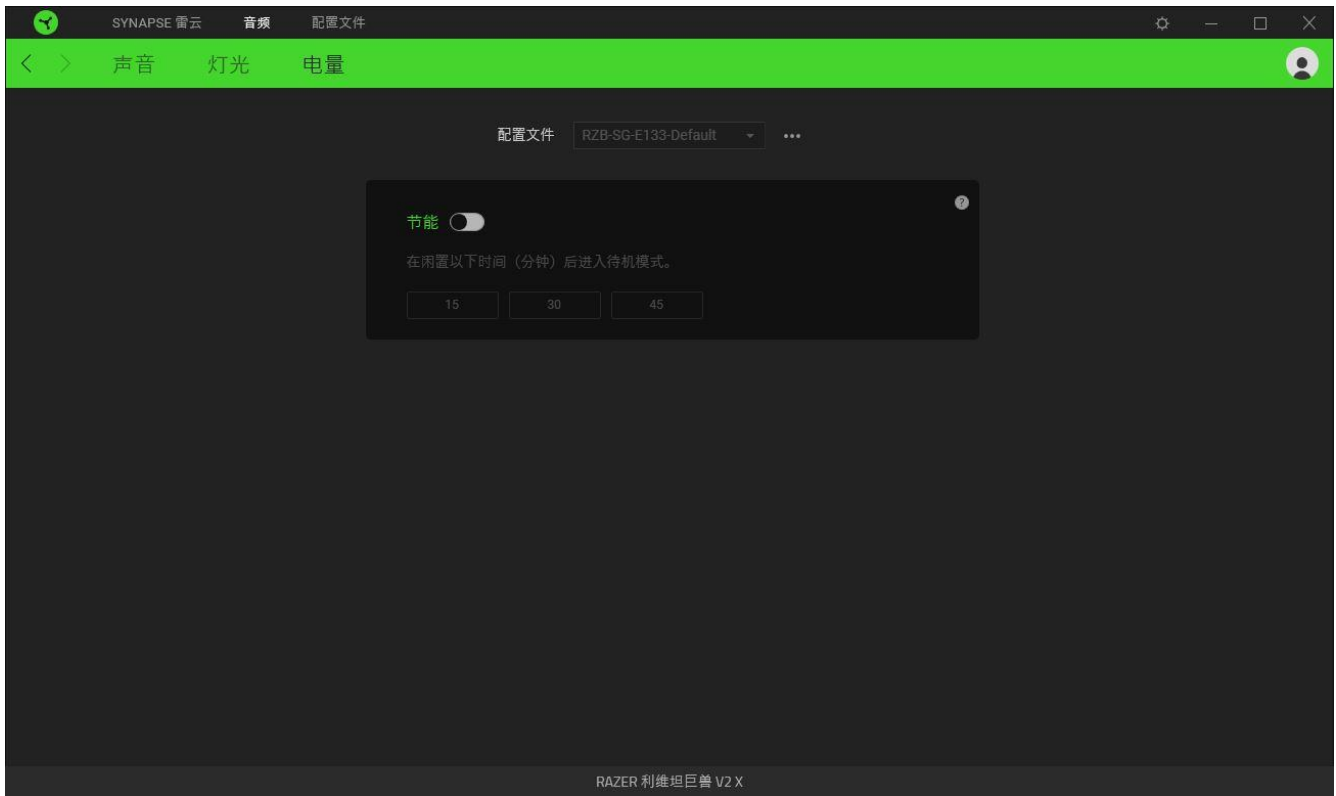 SYNAPSE 雷云 音频 配置文件
声音 灯光 电量
配置文件 RZB-SG-E133-Default
?
节能
在闲置以下时间（分钟）后进入待机模式。
15 30 45
RAZER 利维坦巨兽 V2 X